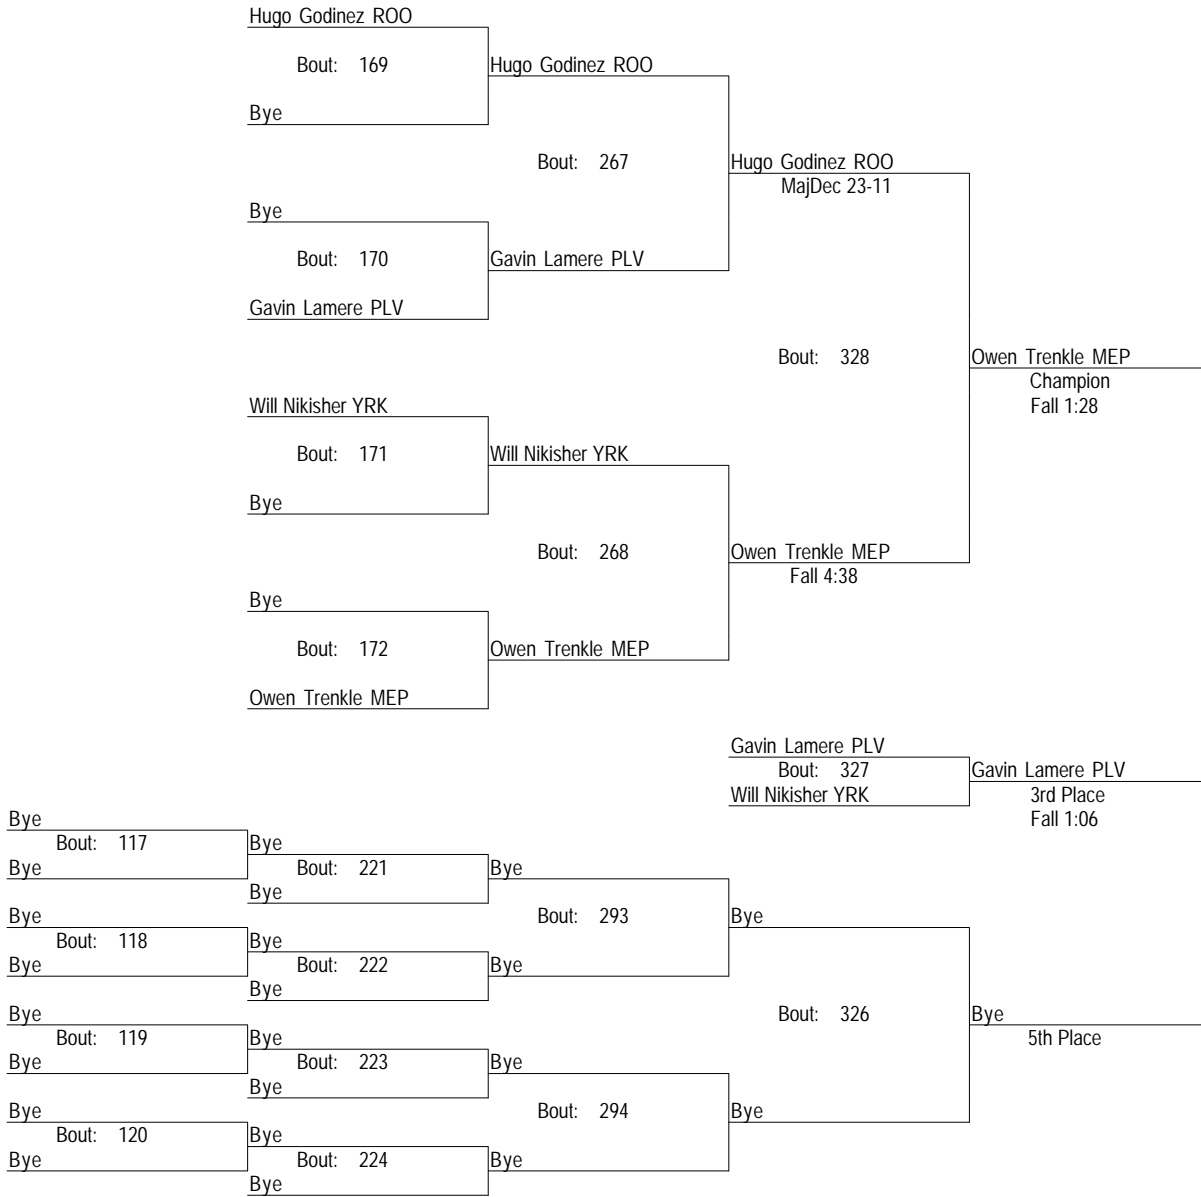 Hugo Godinez ROO
Bout: 169
Hugo Godinez ROO
Bye
Bout: 267
Hugo Godinez ROO
MajDec 23-11
Bye
Bout: 170
Gavin Lamere PLV
Gavin Lamere PLV
Bout: 328
Owen Trenkle MEP
Champion
Fall 1:28
Will Nikisher YRK
Bout: 171
Will Nikisher YRK
Bye
Bout: 268
Owen Trenkle MEP
Fall 4:38
Bye
Bout: 172
Owen Trenkle MEP
Owen Trenkle MEP
Gavin Lamere PLV
Bout: 327
Gavin Lamere PLV
Will Nikisher YRK
3rd Place
Fall 1:06
Bye
Bout: 117
Bye
Bye
Bout: 221
Bye
Bye
Bout: 293
Bye
Bye
Bout: 118
Bye
Bye
Bout: 222
Bye
Bye
Bout: 326
Bye
5th Place
Bye
Bout: 119
Bye
Bye
Bout: 223
Bye
Bye
Bout: 294
Bye
Bye
Bout: 120
Bye
Bye
Bout: 224
Bye
Bye